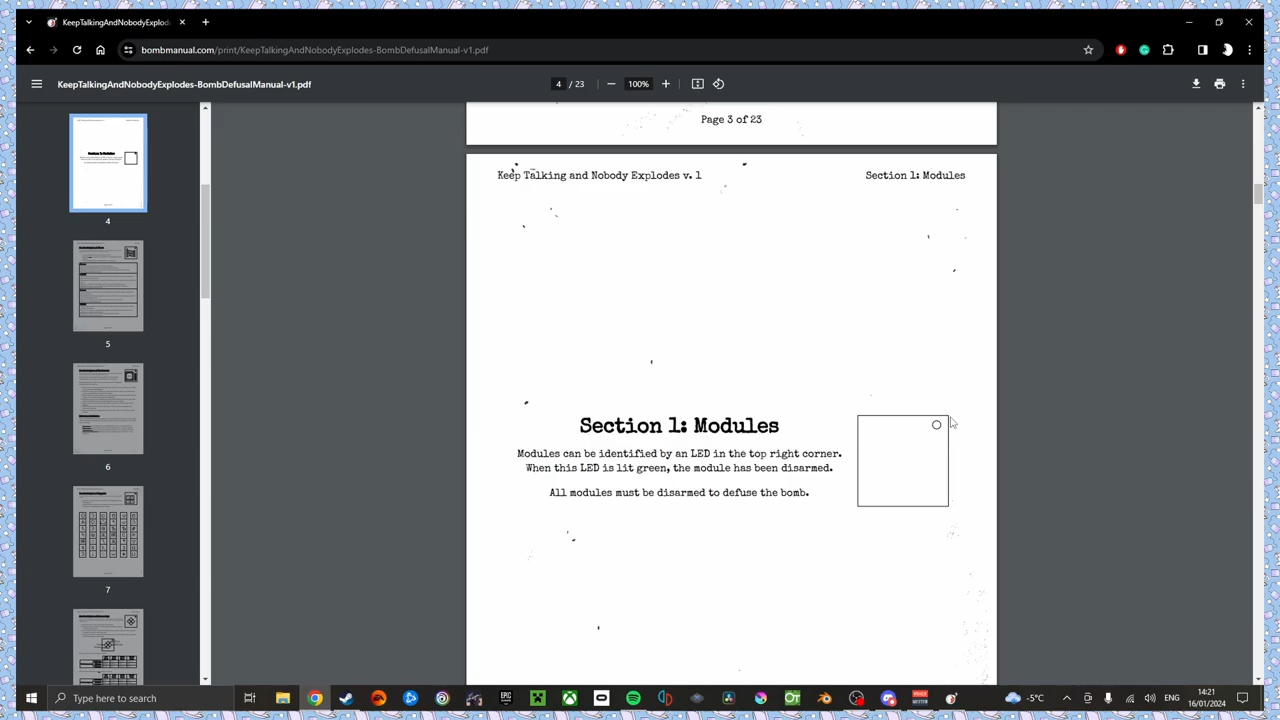 KeepTalkingAndNobodyExplod
bombmanual.com/print/KeepTalkingAndNobodyExplodes-BombDefusalManual-v1.pdf
KeepTalkingAndNobodyExplodes-BombDefusalManual-v1.pdf
4 / 23
100%
4
5
6
7
Page 3 of 23
Keep Talking and Nobody Explodes v. 1
Section 1: Modules
Section 1: Modules
Modules can be identified by an LED in the top right corner.
When this LED is lit green, the module has been disarmed.
All modules must be disarmed to defuse the bomb.
Type here to search
-5°C
ENG
14:21
16/01/2024